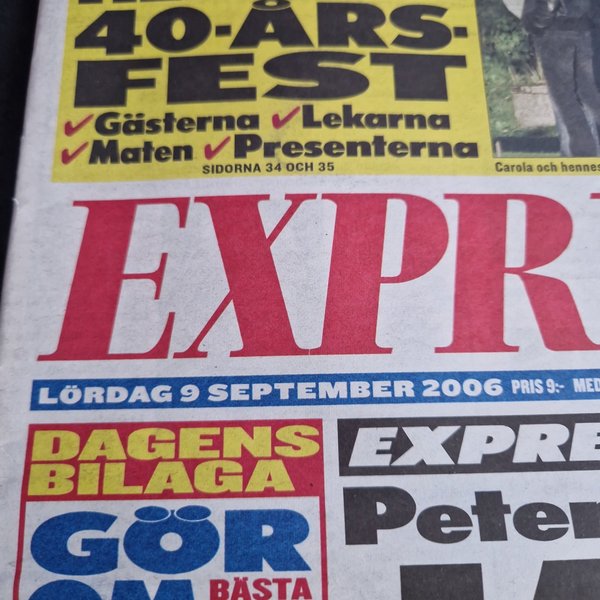 40-ÅRS-
FEST
✓Gästerna ✓Lekarna
✓Maten ✓Presenterna
SIDORNA 34 OCH 35
Carola och hennes
EXPR
LÖRDAG 9 SEPTEMBER 2006 PRIS 9:- MED
DAGENS
BILAGA
EXPRE
GÖR
Peter
OM
BÄSTA